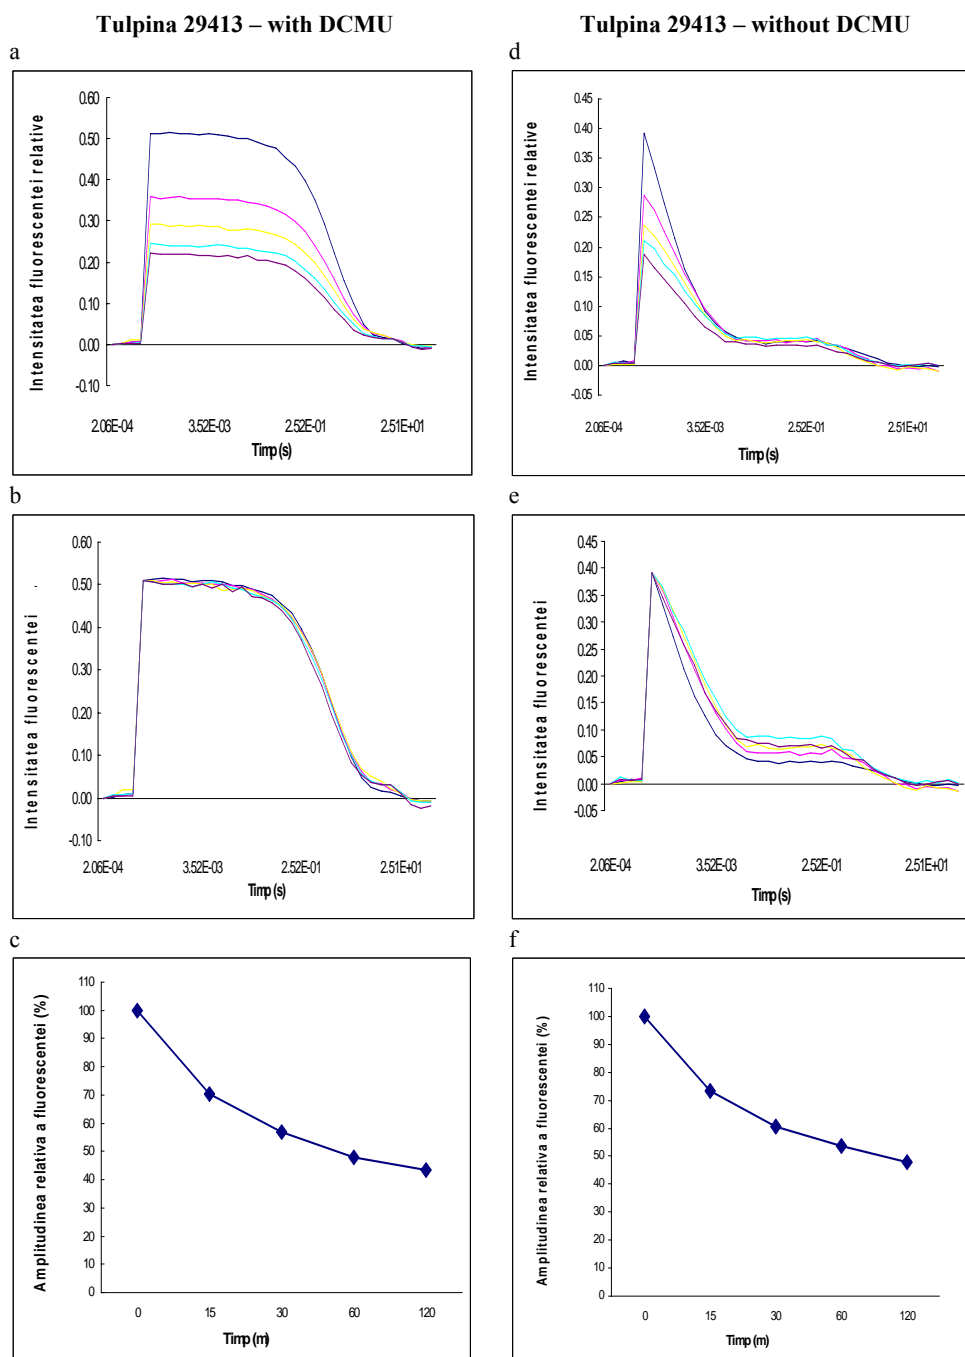 Tulpina 29413 – with DCMU
Tulpina 29413 – without DCMU
a
Intensitatea fluorescentei relative
0.60
0.50
0.40
0.30
0.20
0.10
0.00
-0.10
2.06E-04 3.52E-03 2.52E-01 2.51E+01
Timp (s)
d
Intensitatea fluorescentei relative
0.45
0.40
0.35
0.30
0.25
0.20
0.15
0.10
0.05
0.00
-0.05
2.06E-04 3.52E-03 2.52E-01 2.51E+01
Timp (s)
b
Intensitatea fluorescentei
0.60
0.50
0.40
0.30
0.20
0.10
0.00
-0.10
2.06E-04 3.52E-03 2.52E-01 2.51E+01
Timp (s)
e
Intensitatea fluorescentei
0.45
0.40
0.35
0.30
0.25
0.20
0.15
0.10
0.05
0.00
-0.05
2.06E-04 3.52E-03 2.52E-01 2.51E+01
Timp (s)
c
Amplitudinea relativa a fluorescentei (%)
110
100
90
80
70
60
50
40
30
20
10
0
0 15 30 60 120
Timp (m)
f
Amplitudinea relativa a fluorescentei (%)
110
100
90
80
70
60
50
40
30
20
10
0
0 15 30 60 120
Timp (m)